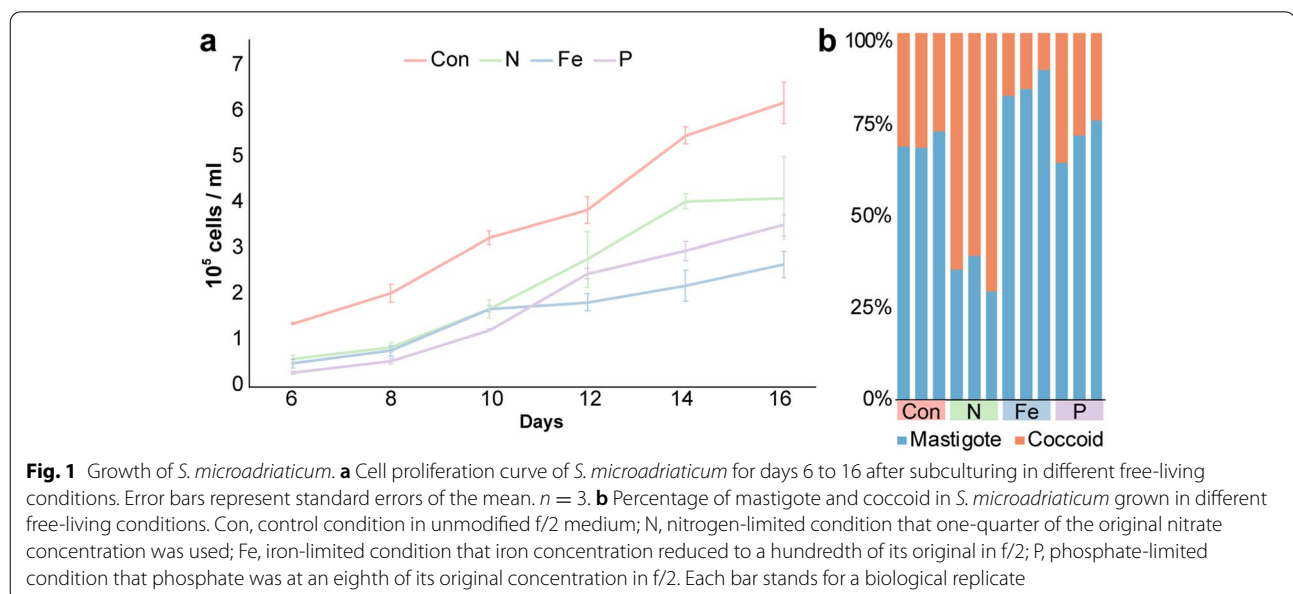 a
Con N Fe P
7
6
5
4
3
2
1
0
10⁵ cells / ml
6 8 10 12 14 16
Days
b
100%
75%
50%
25%
0%
Con N Fe P
Mastigote Coccoid
Fig. 1 Growth of S. microadriaticum. a Cell proliferation curve of S. microadriaticum for days 6 to 16 after subculturing in different free-living
conditions. Error bars represent standard errors of the mean. n = 3. b Percentage of mastigote and coccoid in S. microadriaticum grown in different
free-living conditions. Con, control condition in unmodified f/2 medium; N, nitrogen-limited condition that one-quarter of the original nitrate
concentration was used; Fe, iron-limited condition that iron concentration reduced to a hundredth of its original in f/2; P, phosphate-limited
condition that phosphate was at an eighth of its original concentration in f/2. Each bar stands for a biological replicate